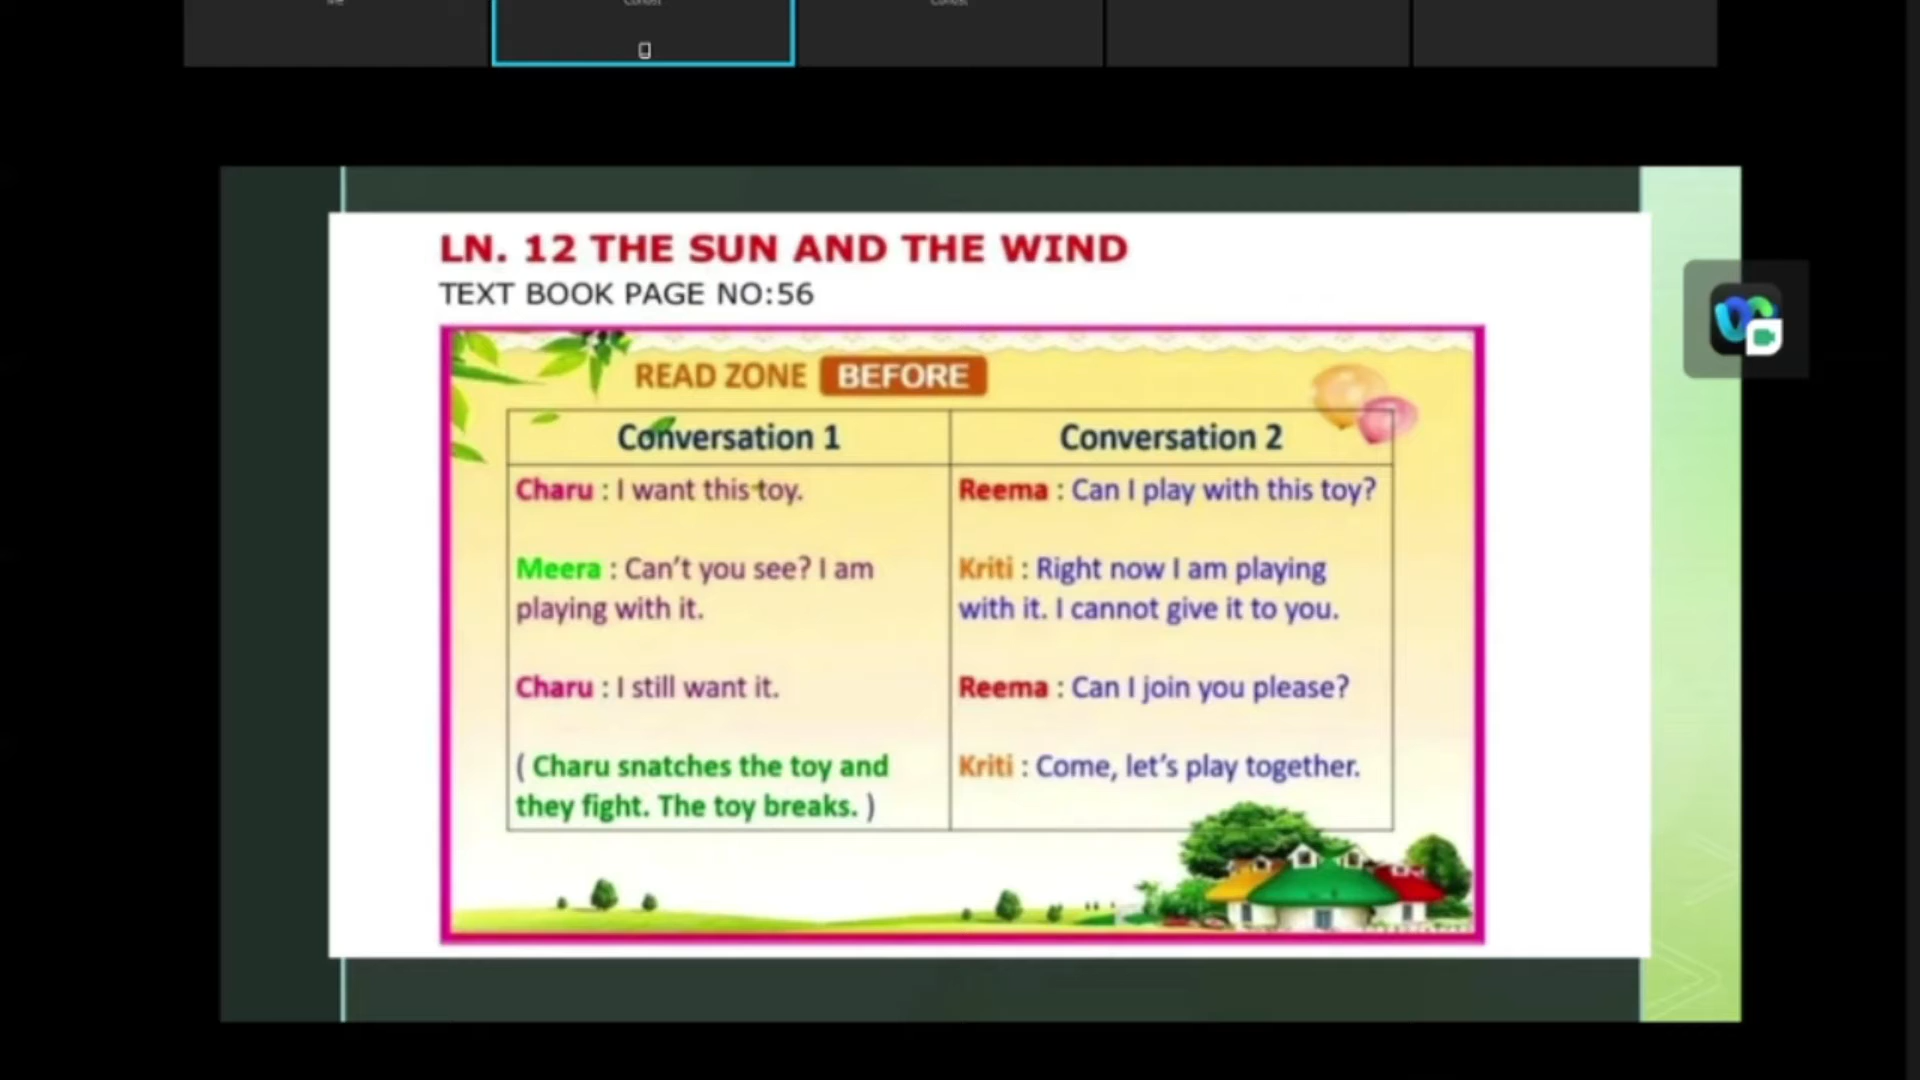 Me
Cohost
Cohost
LN. 12 THE SUN AND THE WIND
TEXT BOOK PAGE NO:56
READ ZONE BEFORE
Conversation 1
Charu : I want this toy.
Meera : Can't you see? I am
playing with it.
Charu : I still want it.
( Charu snatches the toy and
they fight. The toy breaks. )
Conversation 2
Reema : Can I play with this toy?
Kriti : Right now I am playing
with it. I cannot give it to you.
Reema : Can I join you please?
Kriti : Come, let's play together.